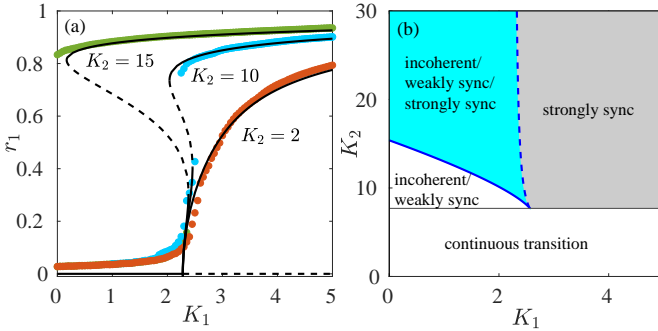 (a)
1
0.8
0.6
0.4
0.2
0
r₁
K₂ = 15
K₂ = 10
K₂ = 2
0 1 2 3 4 5
K₁
(b)
30
20
10
0
K₂
incoherent/
weakly sync/
strongly sync
strongly sync
incoherent/
weakly sync
continuous transition
0 2 4
K₁